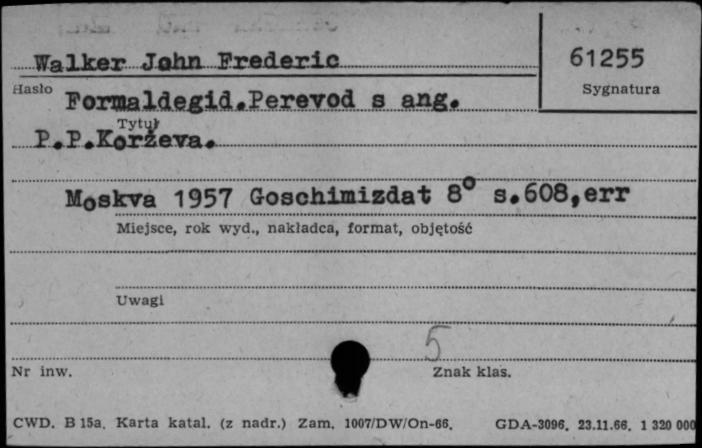 Walker John Frederic
61255
Hasło
Sygnatura
Formaldegid.Perevod s ang.
Tytuł
P.P.Korževa.
Moskva 1957 Goschimizdat 8° s.608,err
Miejsce, rok wyd., nakładca, format, objętość
Uwagi
5
Nr inw.
Znak klas.
CWD. B 15a. Karta katal. (z nadr.) Zam. 1007/DW/On-66. GDA-3096. 23.11.66. 1 320 000